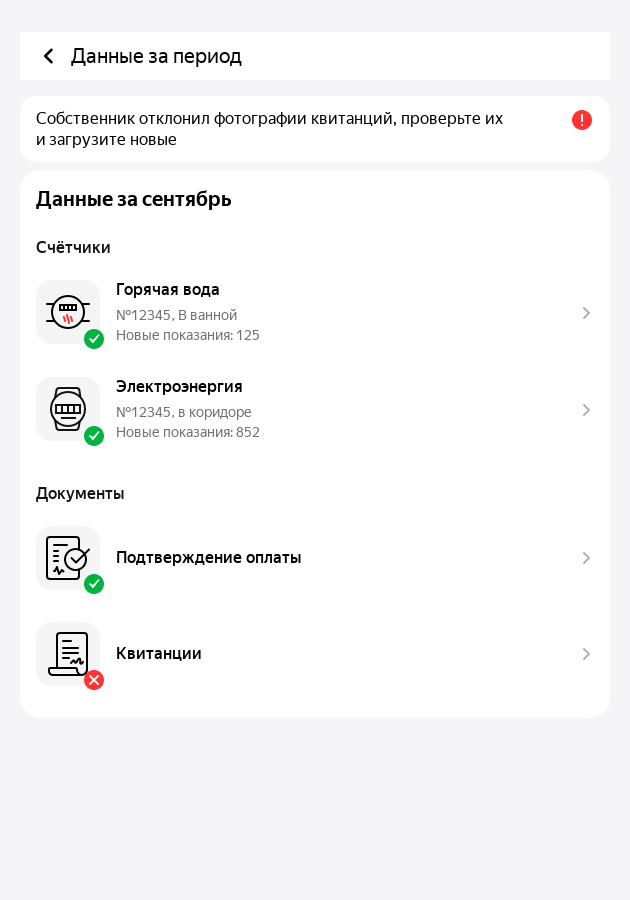 Данные за период
Собственник отклонил фотографии квитанций, проверьте их
и загрузите новые
Данные за сентябрь
Счётчики
Горячая вода
№12345, В ванной
Новые показания: 125
Электроэнергия
№12345, в коридоре
Новые показания: 852
Документы
Подтверждение оплаты
Квитанции